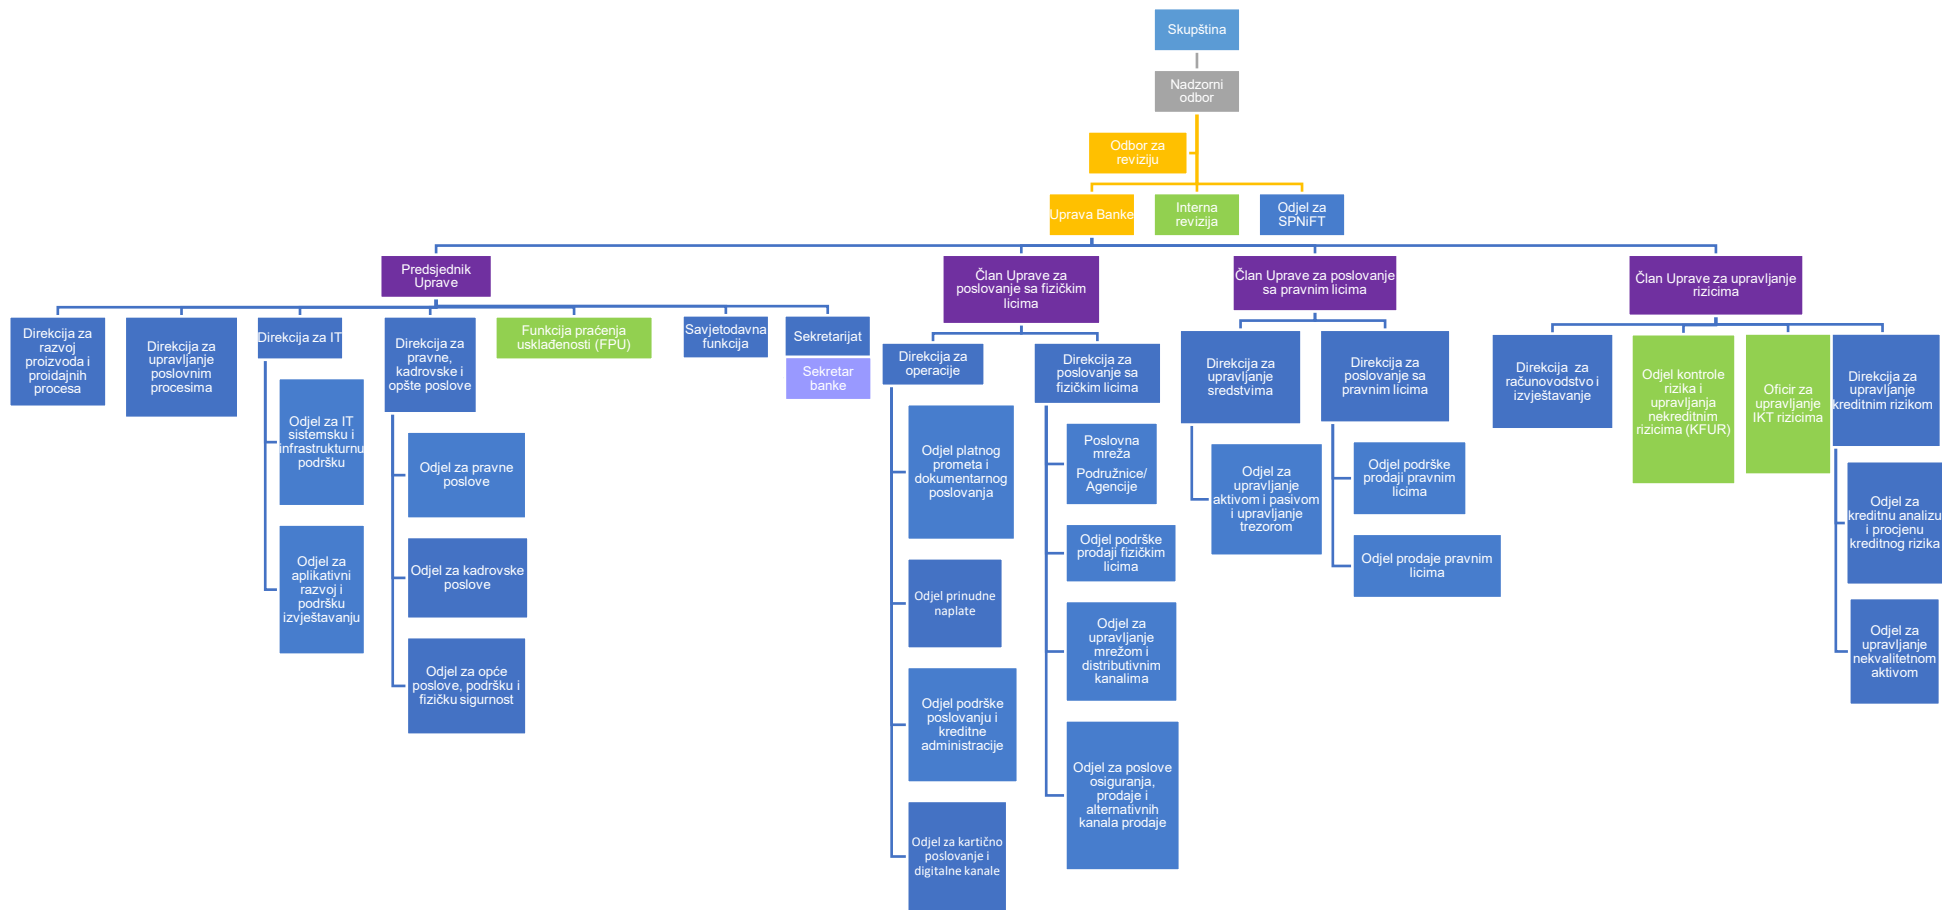 Skupština
Nadzorni
odbor
Odbor za
reviziju
Uprava Banke
Interna
revizija
Odjel za
SPNiFT
Predsjednik
Uprave
Član Uprave za
poslovanje sa fizičkim
licima
Član Uprave za poslovanje
sa pravnim licima
Član Uprave za upravljanje
rizicima
Direkcija za
razvoj
proizvoda i
proidajnih
procesa
Direkcija za
upravljanje
poslovnim
procesima
Direkcija za IT
Odjel za IT
sistemsku i
infrastrukturnu
podršku
Odjel za
aplikativni
razvoj i
podršku
izvještavanju
Direkcija za
pravne,
kadrovske i
opšte poslove
Odjel za pravne
poslove
Odjel za kadrovske
poslove
Odjel za opće
poslove, podršku i
fizičku sigurnost
Funkcija praćenja
usklađenosti (FPU)
Savjetodavna
funkcija
Sekretarijat
Sekretar
banke
Direkcija za
operacije
Odjel platnog
prometa i
dokumentarnog
poslovanja
Odjel prinudne
naplate
Odjel podrške
poslovanju i
kreditne
administracije
Odjel za kartično
poslovanje i
digitalne kanale
Direkcija za
poslovanje sa
fizičkim licima
Poslovna
mreža
Podružnice/
Agencije
Odjel podrške
prodaji fizičkim
licima
Odjel za
upravljanje
mrežom i
distributivnim
kanalima
Odjel za poslove
osiguranja,
prodaje i
alternativnih
kanala prodaje
Direkcija za
upravljanje
sredstvima
Odjel za
upravljanje
aktivom i pasivom
i upravljanje
trezorom
Direkcija za
poslovanje sa
pravnim licima
Odjel podrške
prodaji pravnim
licima
Odjel prodaje pravnim
licima
Direkcija za
računovodstvo i
izvještavanje
Odjel kontrole
rizika i
upravljanja
nekreditnim
rizicima (KFUR)
Oficir za
upravljanje
IKT rizicima
Direkcija za
upravljanje
kreditnim rizikom
Odjel za
kreditnu analizu
i procjenu
kreditnog rizika
Odjel za
upravljanje
nekvalitetnom
aktivom